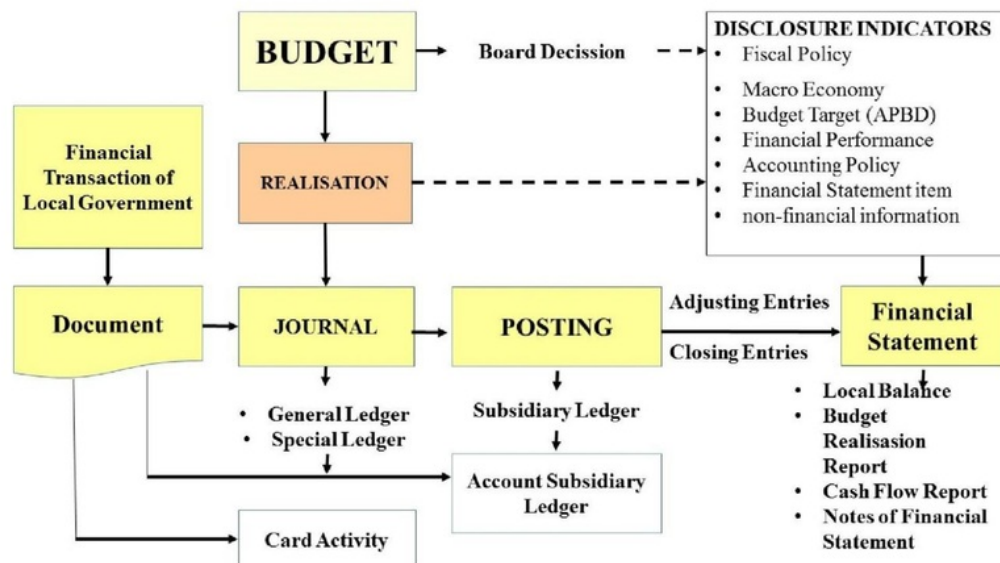 BUDGET
Board Decission
DISCLOSURE INDICATORS
• Fiscal Policy
• Macro Economy
• Budget Target (APBD)
• Financial Performance
• Accounting Policy
• Financial Statement item
• non-financial information
Financial
Transaction of
Local Government
REALISATION
Document
JOURNAL
POSTING
Adjusting Entries
Closing Entries
Financial
Statement
• General Ledger
• Special Ledger
Subsidiary Ledger
Account Subsidiary
Ledger
Card Activity
• Local Balance
• Budget
Realisasion
Report
• Cash Flow Report
• Notes of Financial
Statement